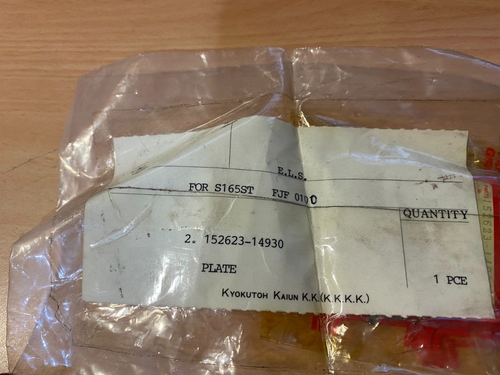 E.L.S.
FOR S165ST FJF 0100
QUANTITY
2. 152623-14930
PLATE
1 PCE
KYOKUTOH KAIUN K.K.(K.K.K.K.)